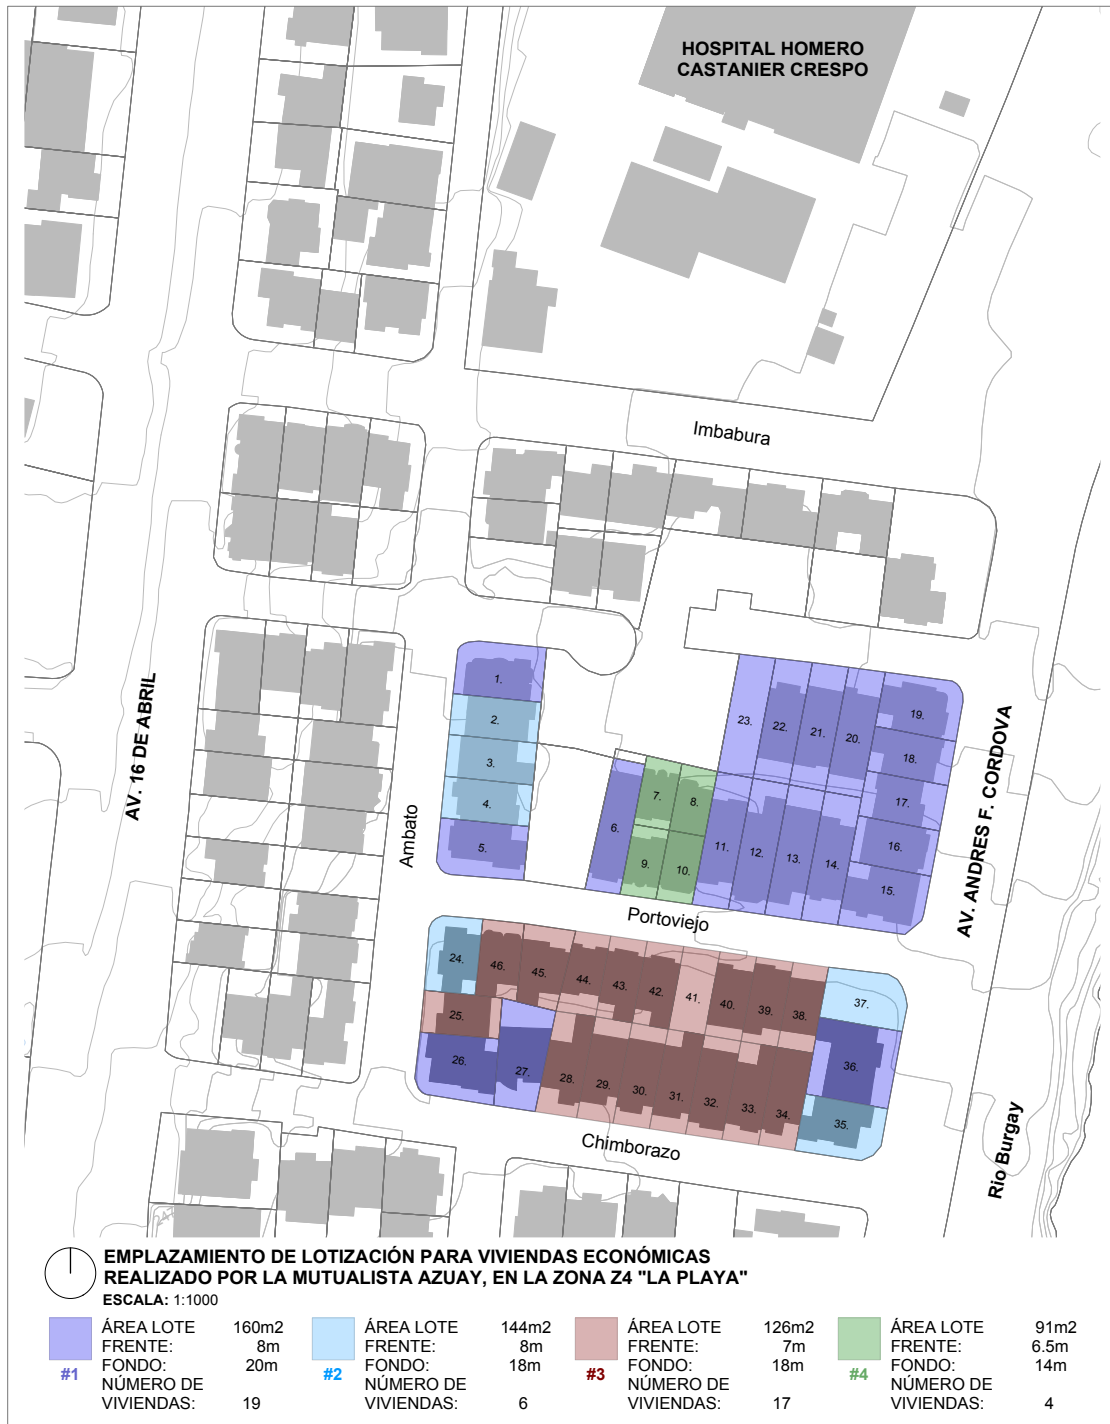 HOSPITAL HOMERO
CASTANIER CRESPO
Imbabura
AV. 16 DE ABRIL
Ambato
AV. ANDRES F. CORDOVA
1.
2.
3.
4.
5.
6.
7.
8.
9.
10.
11.
12.
13.
14.
15.
16.
17.
18.
19.
20.
21.
22.
23.
Portoviejo
24.
46.
45.
44.
43.
42.
41.
40.
39.
38.
37.
25.
26.
27.
28.
29.
30.
31.
32.
33.
34.
35.
36.
Chimborazo
Rio Burgay
EMPLAZAMIENTO DE LOTIZACIÓN PARA VIVIENDAS ECONÓMICAS
REALIZADO POR LA MUTUALISTA AZUAY, EN LA ZONA Z4 "LA PLAYA"
ESCALA: 1:1000
#1
ÁREA LOTE 160m2
FRENTE: 8m
FONDO: 20m
NÚMERO DE
VIVIENDAS: 19
#2
ÁREA LOTE 144m2
FRENTE: 8m
FONDO: 18m
NÚMERO DE
VIVIENDAS: 6
#3
ÁREA LOTE 126m2
FRENTE: 7m
FONDO: 18m
NÚMERO DE
VIVIENDAS: 17
#4
ÁREA LOTE 91m2
FRENTE: 6.5m
FONDO: 14m
NÚMERO DE
VIVIENDAS: 4